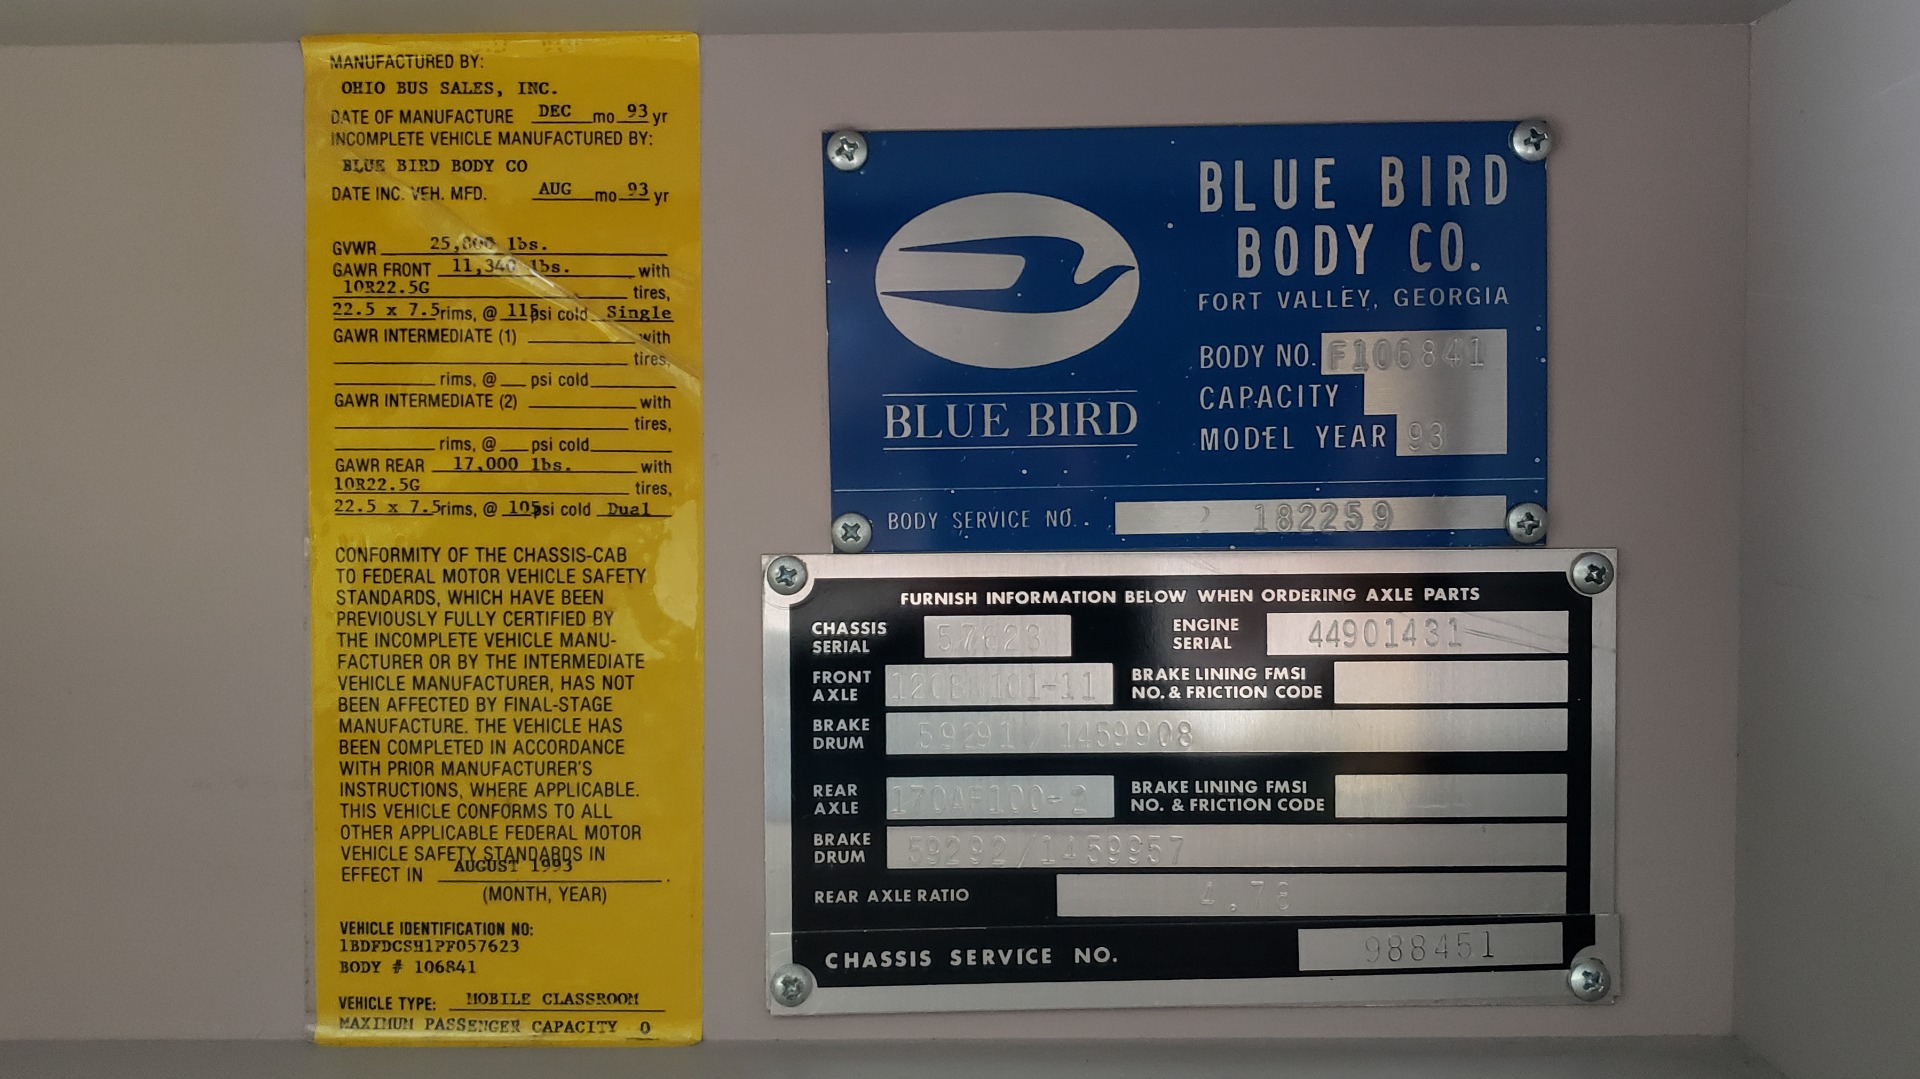 MANUFACTURED BY:
OHIO BUS SALES, INC.
DATE OF MANUFACTURE DEC mo 93 yr
INCOMPLETE VEHICLE MANUFACTURED BY:
BLUE BIRD BODY CO
DATE INC. VEH. MFD. AUG mo 93 yr
GVWR 25,800 lbs.
GAWR FRONT 11,340 lbs. with
10R22.5G tires,
22.5 x 7.5 rims, @ 115 psi cold Single
GAWR INTERMEDIATE (1) with
tires,
rims, @ psi cold
GAWR INTERMEDIATE (2) with
tires,
rims, @ psi cold
GAWR REAR 17,000 lbs. with
10R22.5G tires,
22.5 x 7.5 rims, @ 105 psi cold Dual
CONFORMITY OF THE CHASSIS-CAB
TO FEDERAL MOTOR VEHICLE SAFETY
STANDARDS, WHICH HAVE BEEN
PREVIOUSLY FULLY CERTIFIED BY
THE INCOMPLETE VEHICLE MANU-
FACTURER OR BY THE INTERMEDIATE
VEHICLE MANUFACTURER, HAS NOT
BEEN AFFECTED BY FINAL-STAGE
MANUFACTURE. THE VEHICLE HAS
BEEN COMPLETED IN ACCORDANCE
WITH PRIOR MANUFACTURER'S
INSTRUCTIONS, WHERE APPLICABLE.
THIS VEHICLE CONFORMS TO ALL
OTHER APPLICABLE FEDERAL MOTOR
VEHICLE SAFETY STANDARDS IN
EFFECT IN AUGUST 1993.
(MONTH, YEAR)
VEHICLE IDENTIFICATION NO:
1BDFDCSH1PF057623
BODY # 106841
VEHICLE TYPE: MOBILE CLASSROOM
MAXIMUM PASSENGER CAPACITY 0
BLUE BIRD
BLUE BIRD
BODY CO.
FORT VALLEY, GEORGIA
BODY NO. F106841
CAPACITY
MODEL YEAR 93
BODY SERVICE NO. 182259
FURNISH INFORMATION BELOW WHEN ORDERING AXLE PARTS
CHASSIS SERIAL 57623
ENGINE SERIAL 44901431
FRONT AXLE 120BN101-11
BRAKE LINING FMSI NO. & FRICTION CODE
BRAKE DRUM 59291/1459908
REAR AXLE 170AF100-2
BRAKE LINING FMSI NO. & FRICTION CODE
BRAKE DRUM 59292/1459957
REAR AXLE RATIO
CHASSIS SERVICE NO. 988451